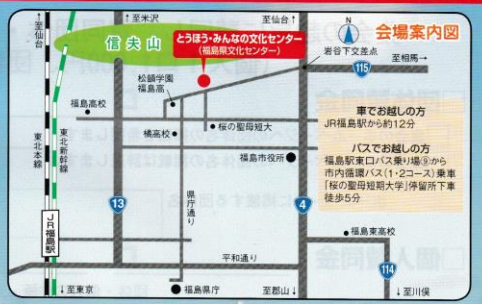 会場案内図
↑至仙台
↑至米沢
至仙台↑
N
信夫山
とうほう・みんなの文化センター
(福島県文化センター)
岩谷下交差点
至相馬→
115
松韻学園
福島高
福島高校
橘高校
桜の聖母短大
福島市役所
車でお越しの方
JR福島駅から約12分
バスでお越しの方
福島駅東口バス乗り場⑨から
市内循環バス(1・2コース)乗車
「桜の聖母短期大学」停留所下車
徒歩5分
東北本線
東北新幹線
県庁通り
13
4
JR福島駅
平和通り
福島東高校
114
↓至東京
福島県庁
↓至郡山
↓至川俣